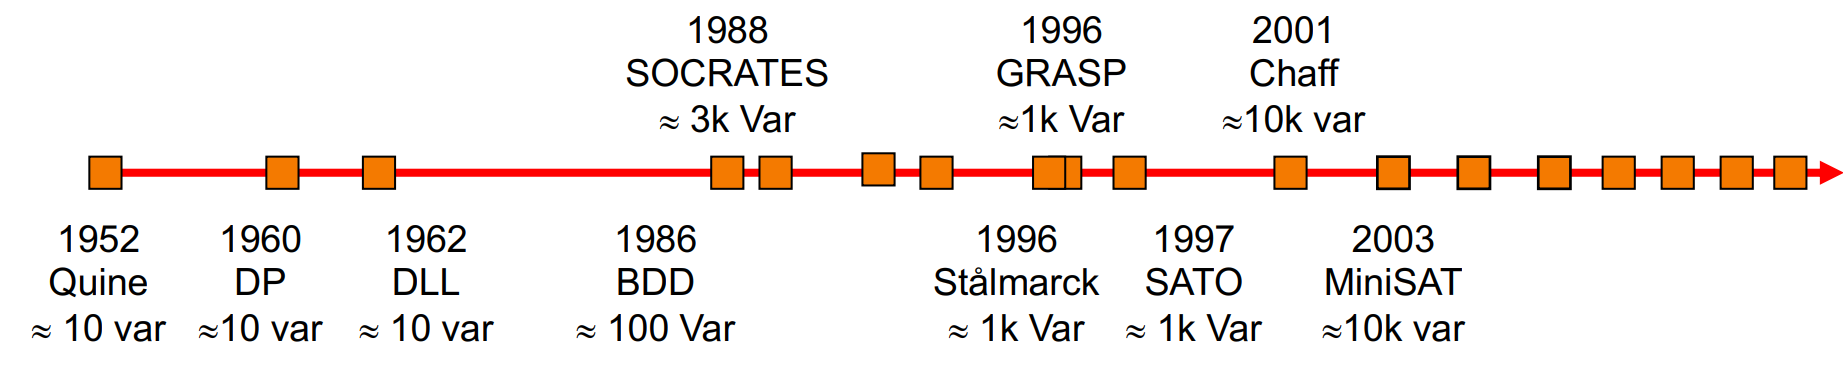 1988
SOCRATES
≈ 3k Var
1996
GRASP
≈1k Var
2001
Chaff
≈10k var
1952
Quine
≈ 10 var
1960
DP
≈10 var
1962
DLL
≈ 10 var
1986
BDD
≈ 100 Var
1996
Stålmarck
≈ 1k Var
1997
SATO
≈ 1k Var
2003
MiniSAT
≈10k var